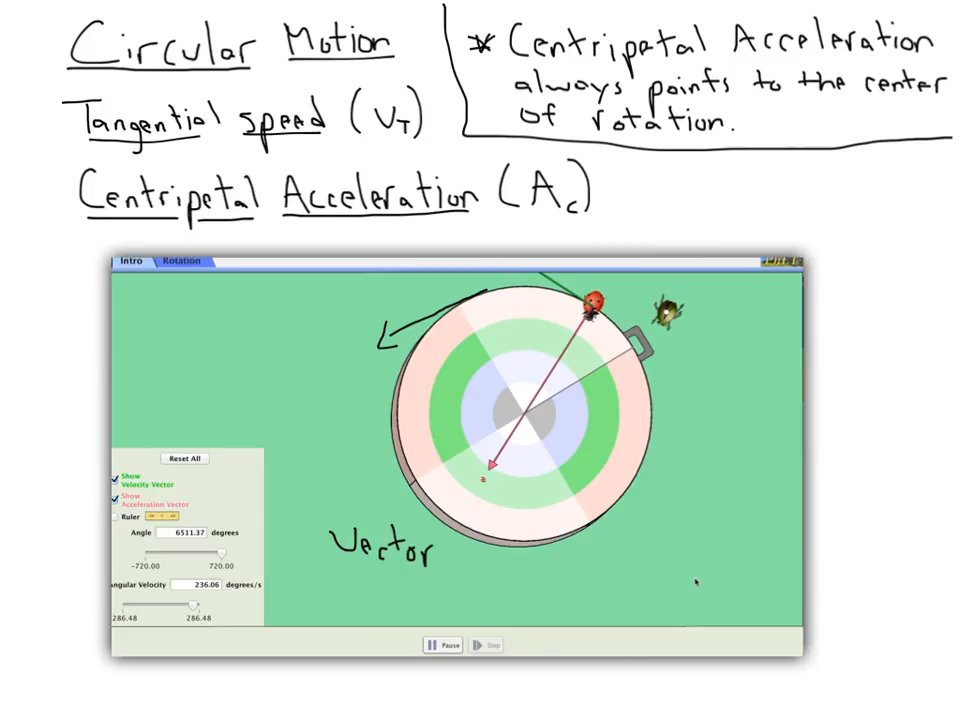 Circular Motion
* Centripetal Acceleration
always points to the center
of rotation.
Tangential speed (VT)
Centripetal Acceleration (Ac)
Intro
Rotation
a
Reset All
Show
Velocity Vector
Show
Acceleration Vector
Ruler
Angle 6511.37 degrees
-720.00 720.00
ngular Velocity 236.06 degrees/s
286.48 286.48
Vector
Pause
Step